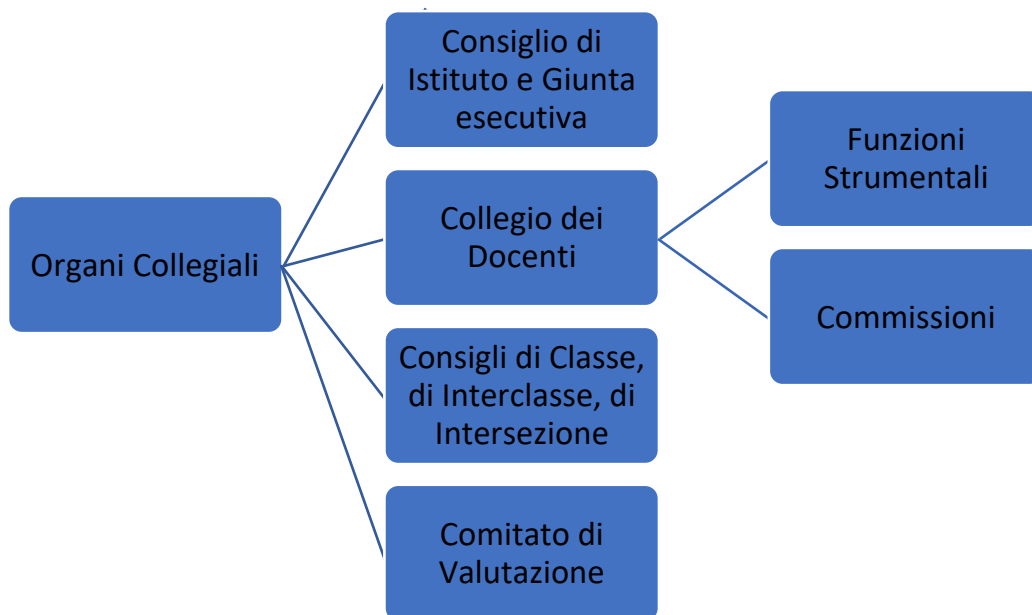 Organi Collegiali
Consiglio di
Istituto e Giunta
esecutiva
Collegio dei
Docenti
Consigli di Classe,
di Interclasse, di
Intersezione
Comitato di
Valutazione
Funzioni
Strumentali
Commissioni